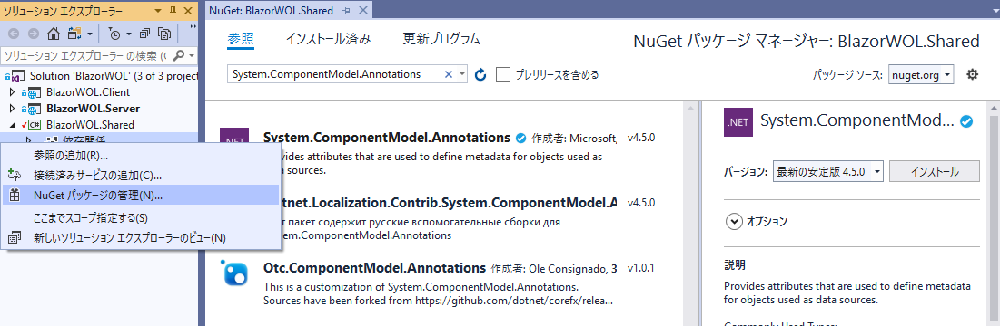 ソリューション エクスプローラー
ソリューション エクスプローラー の検索 (C
Solution 'BlazorWOL' (3 of 3 project
BlazorWOL.Client
BlazorWOL.Server
C#
BlazorWOL.Shared
依存関係
参照の追加(R)...
接続済みサービスの追加(C)...
NuGet パッケージの管理(N)...
ここまでスコープ指定する(S)
新しいソリューション エクスプローラーのビュー(N)
NuGet: BlazorWOL.Shared
参照
インストール済み
更新プログラム
NuGet パッケージ マネージャー: BlazorWOL.Shared
System.ComponentModel.Annotations
プレリリースを含める
パッケージ ソース:
nuget.org
.NET
System.ComponentModel.Annotations
作成者: Microsoft,
v4.5.0
ides attributes that are used to define metadata for objects used as
data sources.
tnet.Localization.Contrib.System.ComponentModel.A
v4.5.0
т пакет содержит русские вспомогательные сборки для
tem.ComponentModel.Annotations
Otc.ComponentModel.Annotations
作成者: Ole Consignado, 3
v1.0.1
This is a customization of System.ComponentModel.Annotations.
Sources have been forked from https://github.com/dotnet/corefx/relea...
.NET
System.ComponentMod...
バージョン:
最新の安定版 4.5.0
インストール
オプション
説明
Provides attributes that are used to define metadata
for objects used as data sources.
Commonly Used Types: